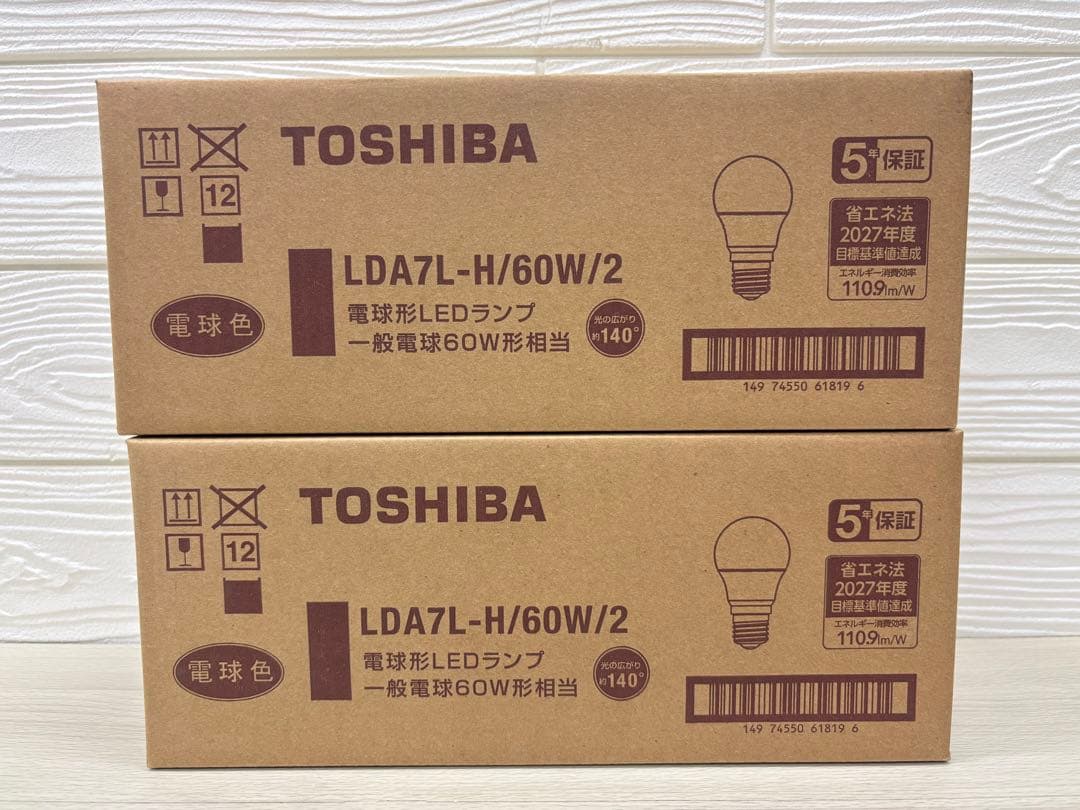 TOSHIBA
12
5年保証
省エネ法
2027年度
目標基準値達成
エネルギー消費効率
110.9lm/W
LDA7L-H/60W/2
電球形LEDランプ
一般電球60W形相当
光の広がり
約140°
電球色
149 74550 61819 6
TOSHIBA
12
5年保証
省エネ法
2027年度
目標基準値達成
エネルギー消費効率
110.9lm/W
LDA7L-H/60W/2
電球形LEDランプ
一般電球60W形相当
光の広がり
約140°
電球色
149 74550 61819 6